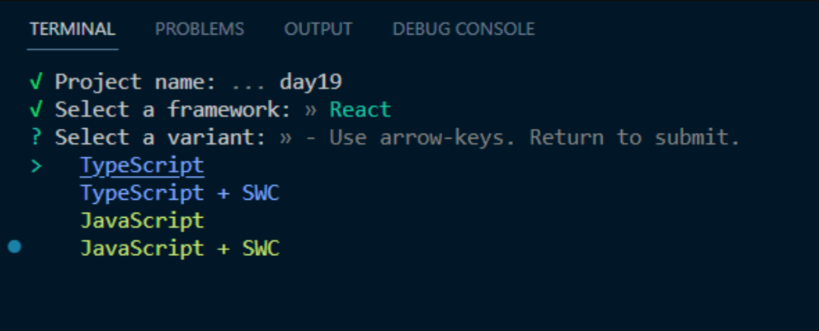 TERMINAL PROBLEMS OUTPUT DEBUG CONSOLE
√ Project name: ... day19
√ Select a framework: » React
? Select a variant: » - Use arrow-keys. Return to submit.
> TypeScript
TypeScript + SWC
JavaScript
JavaScript + SWC